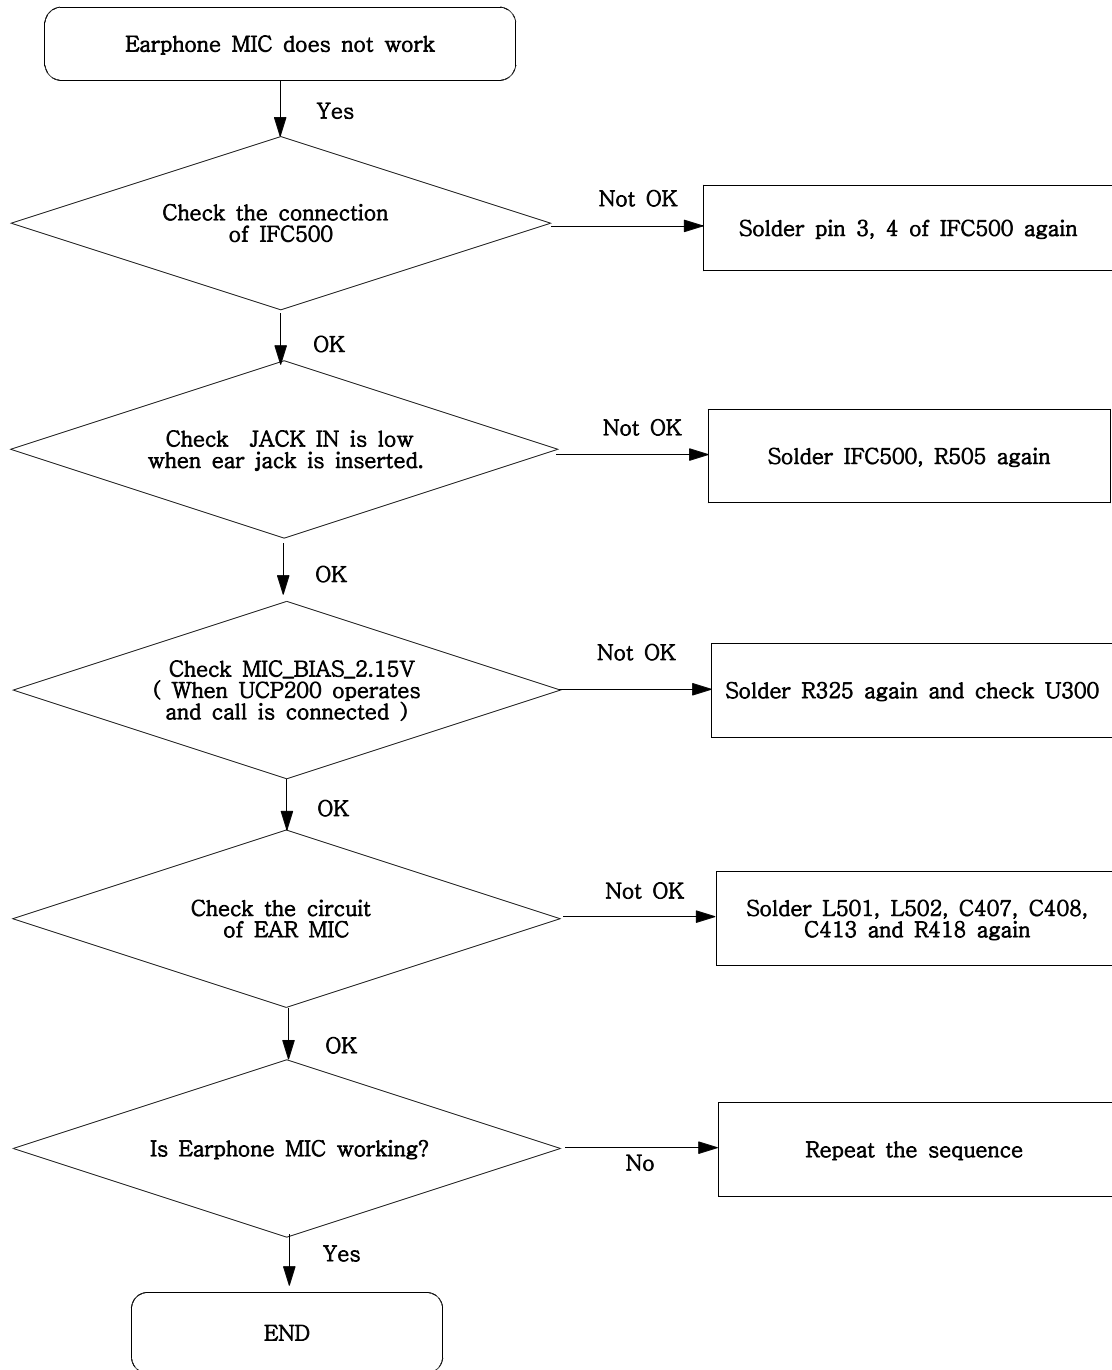 Earphone MIC does not work
Yes
Check the connection
of IFC500
Not OK
Solder pin 3, 4 of IFC500 again
OK
Check JACK IN is low
when ear jack is inserted.
Not OK
Solder IFC500, R505 again
OK
Check MIC_BIAS_2.15V
( When UCP200 operates
and call is connected )
Not OK
Solder R325 again and check U300
OK
Check the circuit
of EAR MIC
Not OK
Solder L501, L502, C407, C408,
C413 and R418 again
OK
Is Earphone MIC working?
No
Repeat the sequence
Yes
END